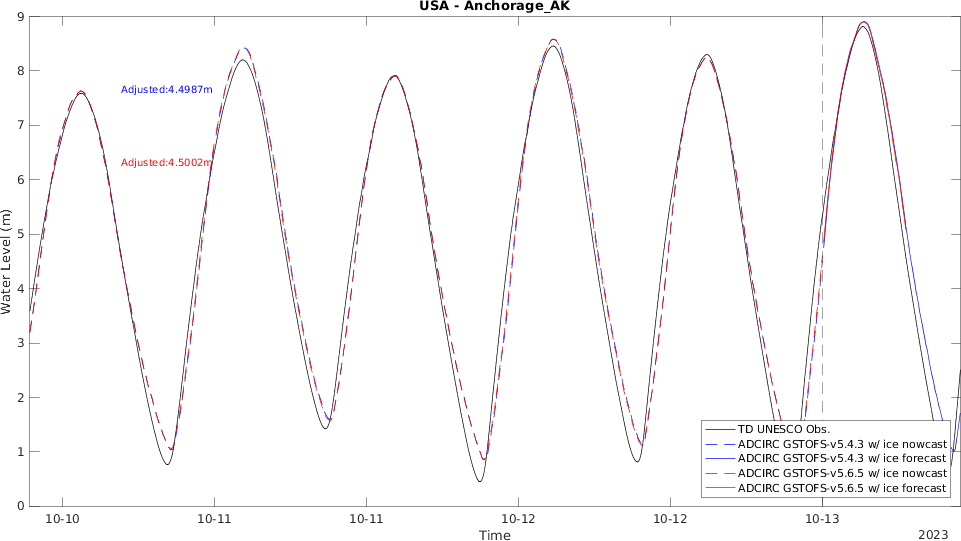 USA - Anchorage_AK
9
8
7
6
5
4
3
2
1
0
Water Level (m)
Adjusted:4.4987m
Adjusted:4.5002m
TD UNESCO Obs.
ADCIRC GSTOFS-v5.4.3 w/ ice nowcast
ADCIRC GSTOFS-v5.4.3 w/ ice forecast
ADCIRC GSTOFS-v5.6.5 w/ ice nowcast
ADCIRC GSTOFS-v5.6.5 w/ ice forecast
10-10 10-11 10-11 10-12 10-12 10-13
Time
2023